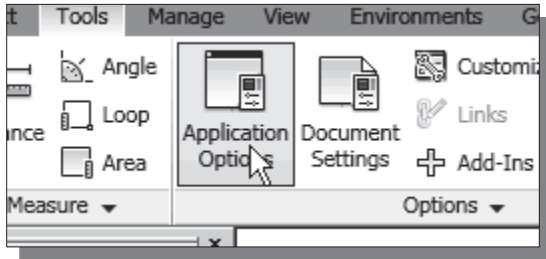 Tools Manage View Environments
Angle
Loop
Area
Application Options
Document Settings
Links
Add-Ins
Measure
Options